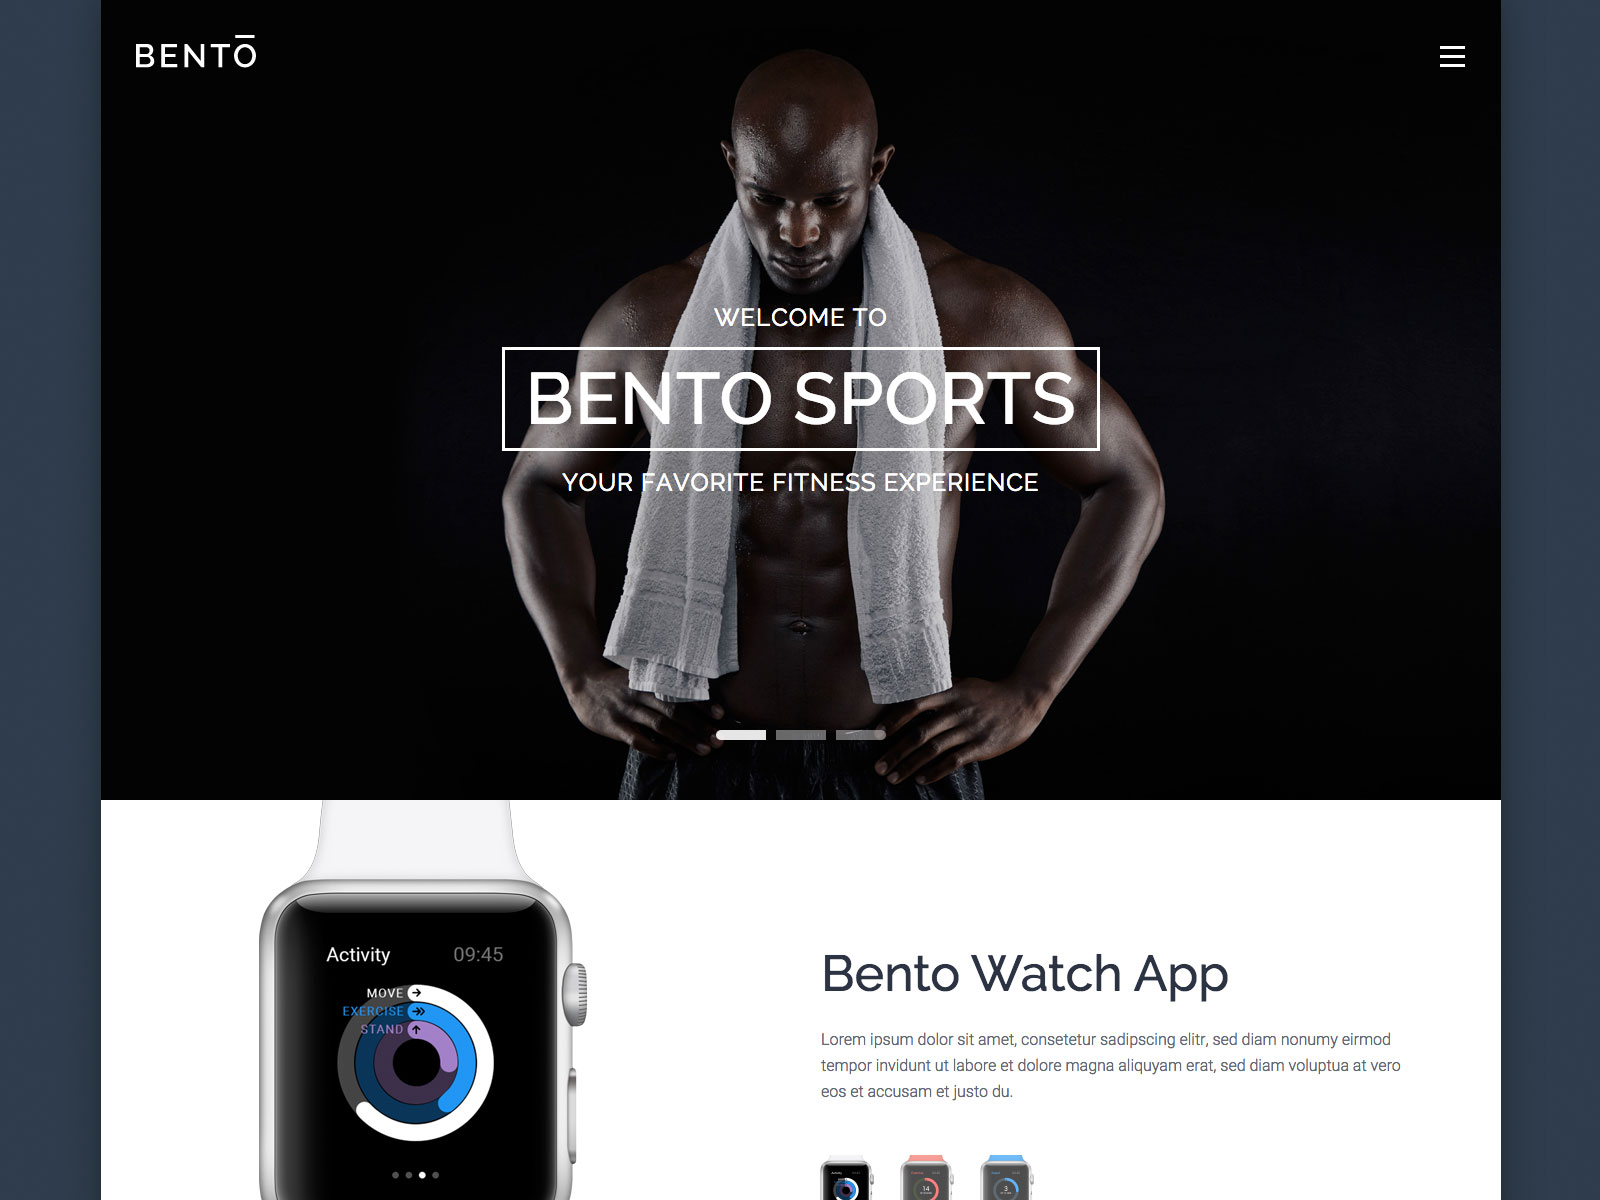 BENTŌ
WELCOME TO
BENTO SPORTS
YOUR FAVORITE FITNESS EXPERIENCE
Activity 09:45
MOVE
EXERCISE
STAND
Bento Watch App
Lorem ipsum dolor sit amet, consetetur sadipscing elitr, sed diam nonumy eirmod
tempor invidunt ut labore et dolore magna aliquyam erat, sed diam voluptua at vero
eos et accusam et justo du.
14
3